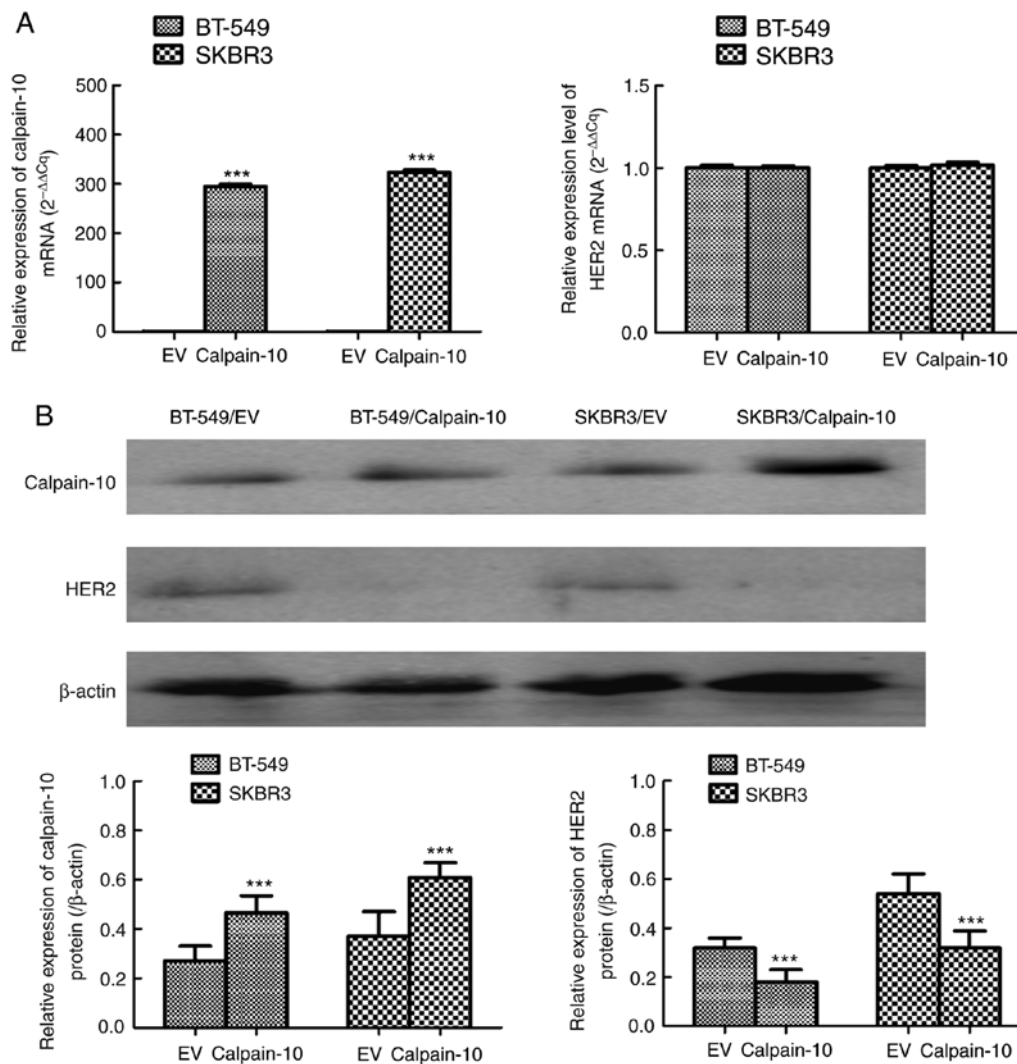 A
BT-549
SKBR3
Relative expression of calpain-10
mRNA (2⁻ΔΔCq)
500
400
300
200
100
0
***
***
EV Calpain-10
EV Calpain-10
BT-549
SKBR3
Relative expression level of
HER2 mRNA (2⁻ΔΔCq)
1.5
1.0
0.5
0.0
EV Calpain-10
EV Calpain-10
B
BT-549/EV BT-549/Calpain-10 SKBR3/EV SKBR3/Calpain-10
Calpain-10
HER2
β-actin
BT-549
SKBR3
Relative expression of calpain-10
protein (/β-actin)
1.0
0.8
0.6
0.4
0.2
0.0
***
***
EV Calpain-10
EV Calpain-10
BT-549
SKBR3
Relative expression of HER2
protein (/β-actin)
1.0
0.8
0.6
0.4
0.2
0.0
***
***
EV Calpain-10
EV Calpain-10